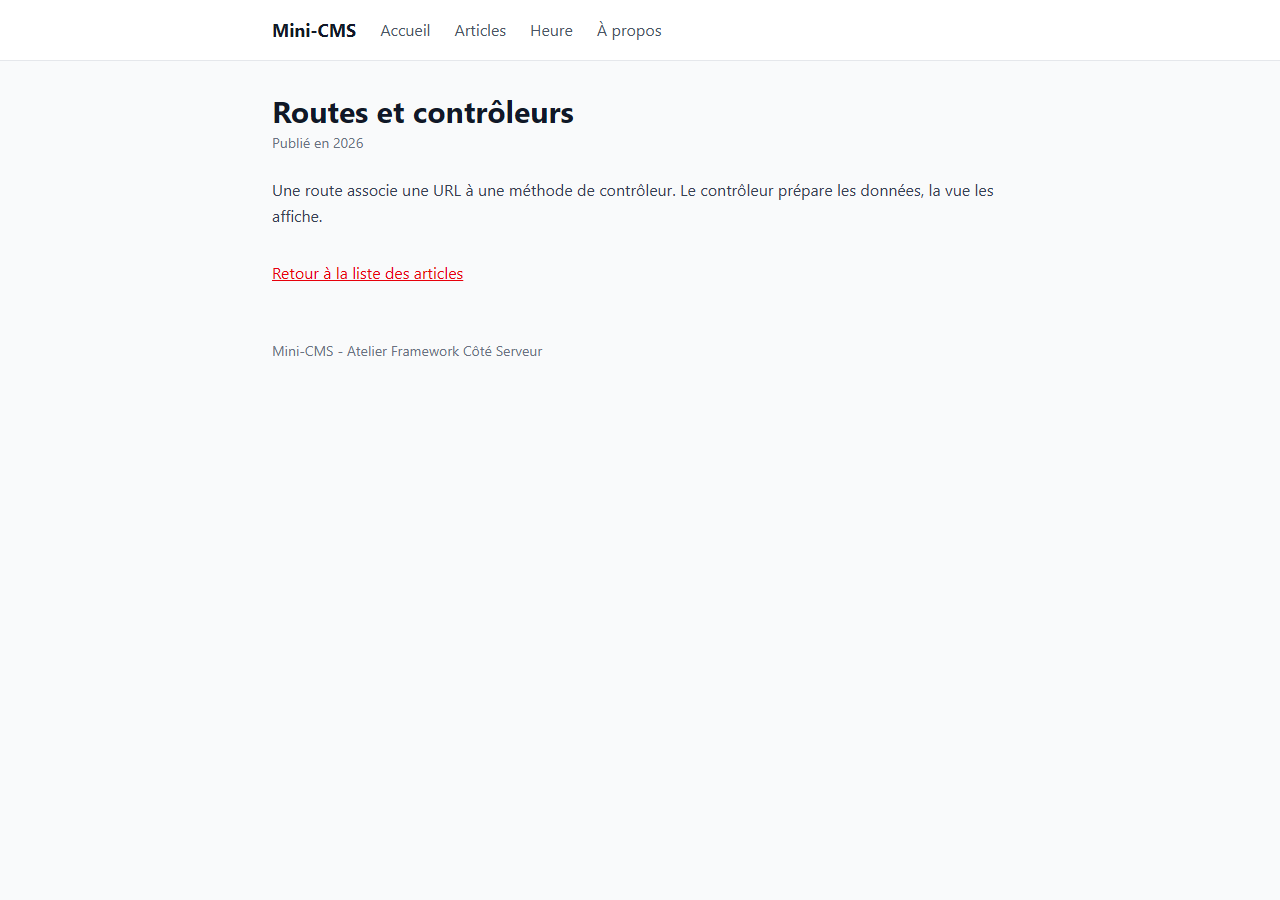 Mini-CMS Accueil Articles Heure À propos
Routes et contrôleurs
Publié en 2026
Une route associe une URL à une méthode de contrôleur. Le contrôleur prépare les données, la vue les
affiche.
Retour à la liste des articles
Mini-CMS - Atelier Framework Côté Serveur